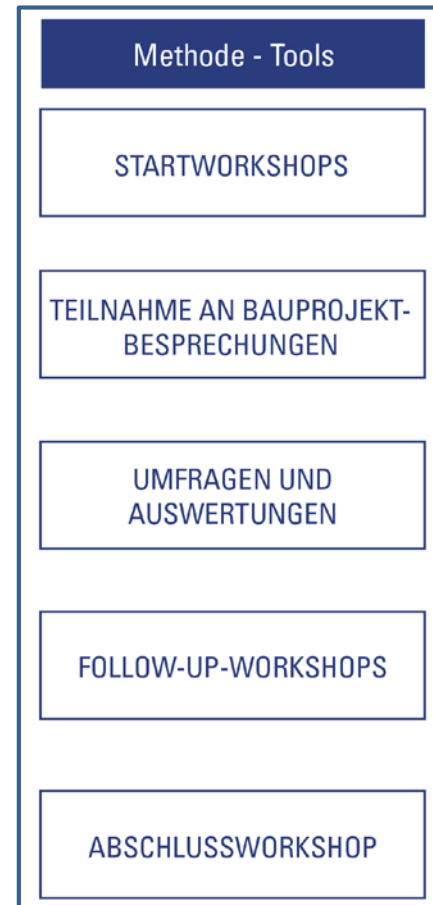 Methode - Tools
STARTWORKSHOPS
TEILNAHME AN BAUPROJEKT-
BESPRECHUNGEN
UMFRAGEN UND
AUSWERTUNGEN
FOLLOW-UP-WORKSHOPS
ABSCHLUSSWORKSHOP